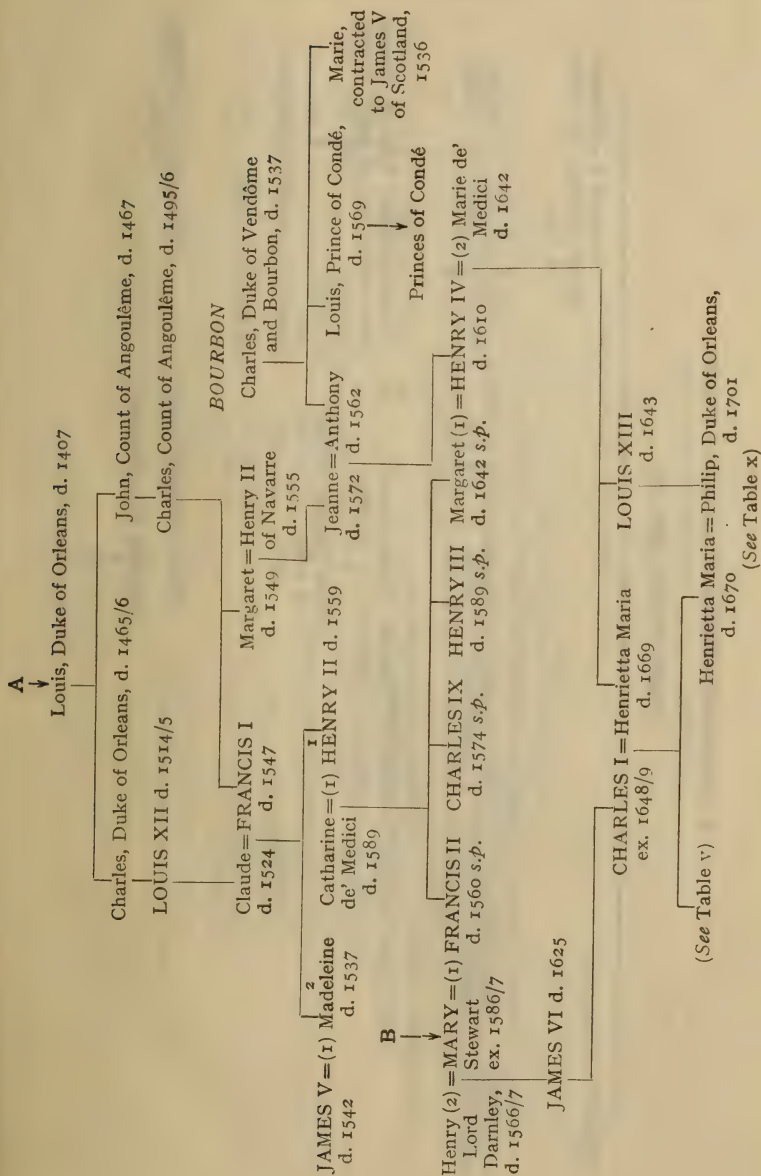 A
Louis, Duke of Orleans, d. 1407
Charles, Duke of Orleans, d. 1465/6
John, Count of Angoulême, d. 1467
LOUIS XII d. 1514/5
Charles, Count of Angoulême, d. 1495/6
BOURBON
Claude=FRANCIS I
d. 1524
d. 1547
Margaret=Henry II
d. 1549
of Navarre
d. 1555
Charles, Duke of Vendôme
and Bourbon, d. 1537
JAMES V=(1) Madeleine
d. 1542
d. 1537
2
Catharine=(1) HENRY II d. 1559
de' Medici
d. 1589
1
Jeanne=Anthony
d. 1572
d. 1562
Louis, Prince of Condé,
d. 1569
Princes of Condé
Marie,
contracted
to James V
of Scotland,
1536
B
Henry (2)=MARY=(1) FRANCIS II
Lord
Darnley,
d. 1566/7
Stewart
ex. 1586/7
d. 1560 s.p.
CHARLES IX
d. 1574 s.p.
HENRY III
d. 1589 s.p.
Margaret (1)=HENRY IV=(2) Marie de'
d. 1642 s.p.
d. 1610
Medici
d. 1642
JAMES VI d. 1625
CHARLES I=Henrietta Maria
ex. 1648/9
d. 1669
LOUIS XIII
d. 1643
(See Table V)
Henrietta Maria=Philip, Duke of Orleans,
d. 1670
d. 1701
(See Table X)